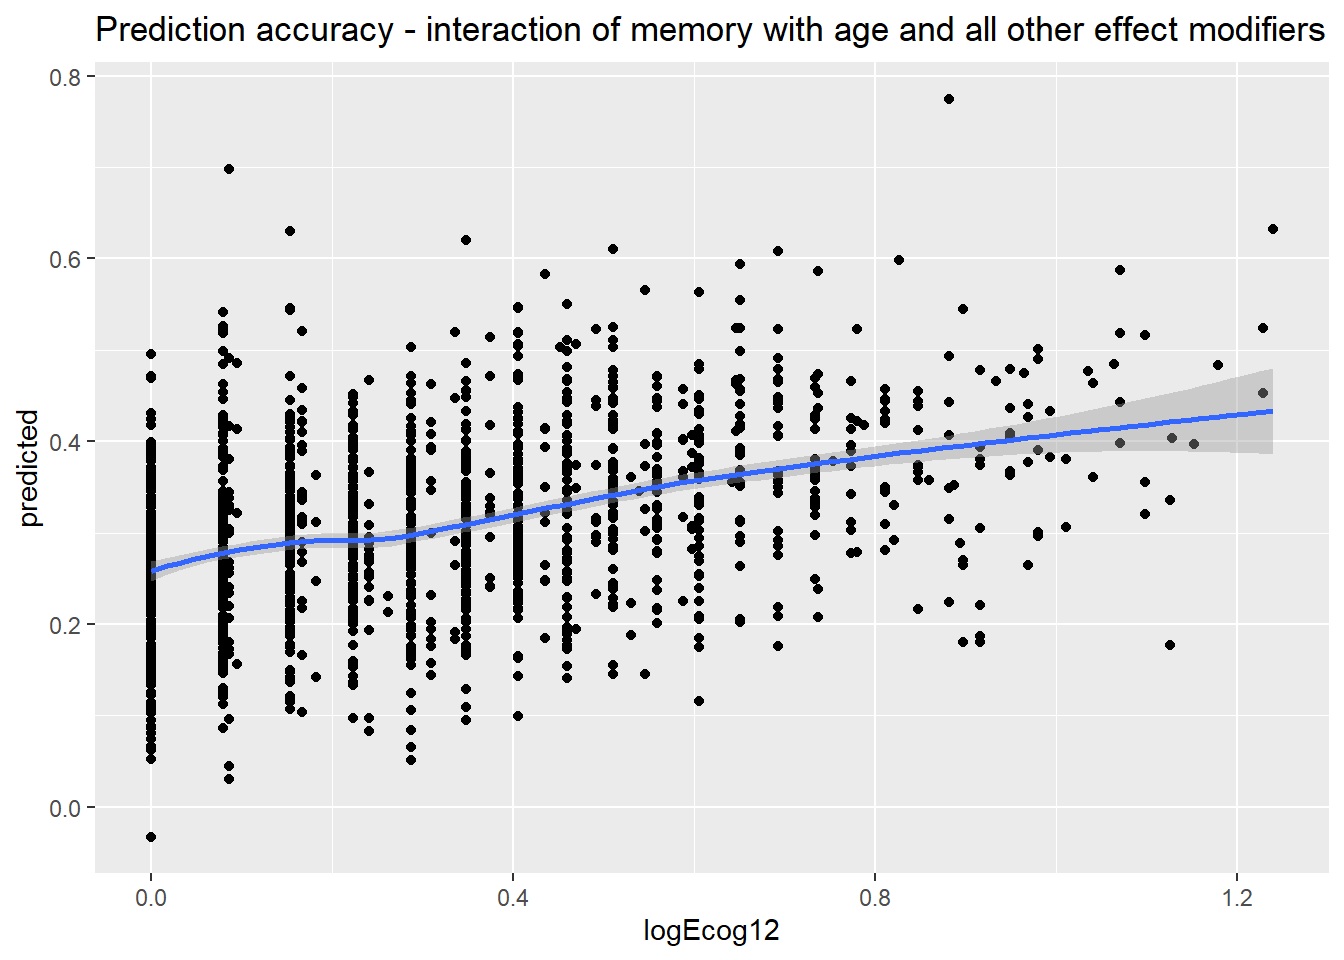 Prediction accuracy - interaction of memory with age and all other effect modifiers
0.8
0.6
0.4
0.2
0.0
predicted
0.0 0.4 0.8 1.2
logEcog12